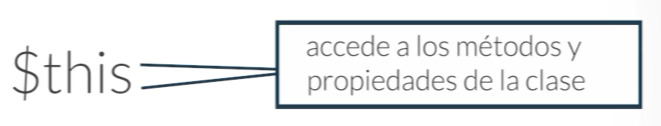 $this
accede a los métodos y
propiedades de la clase